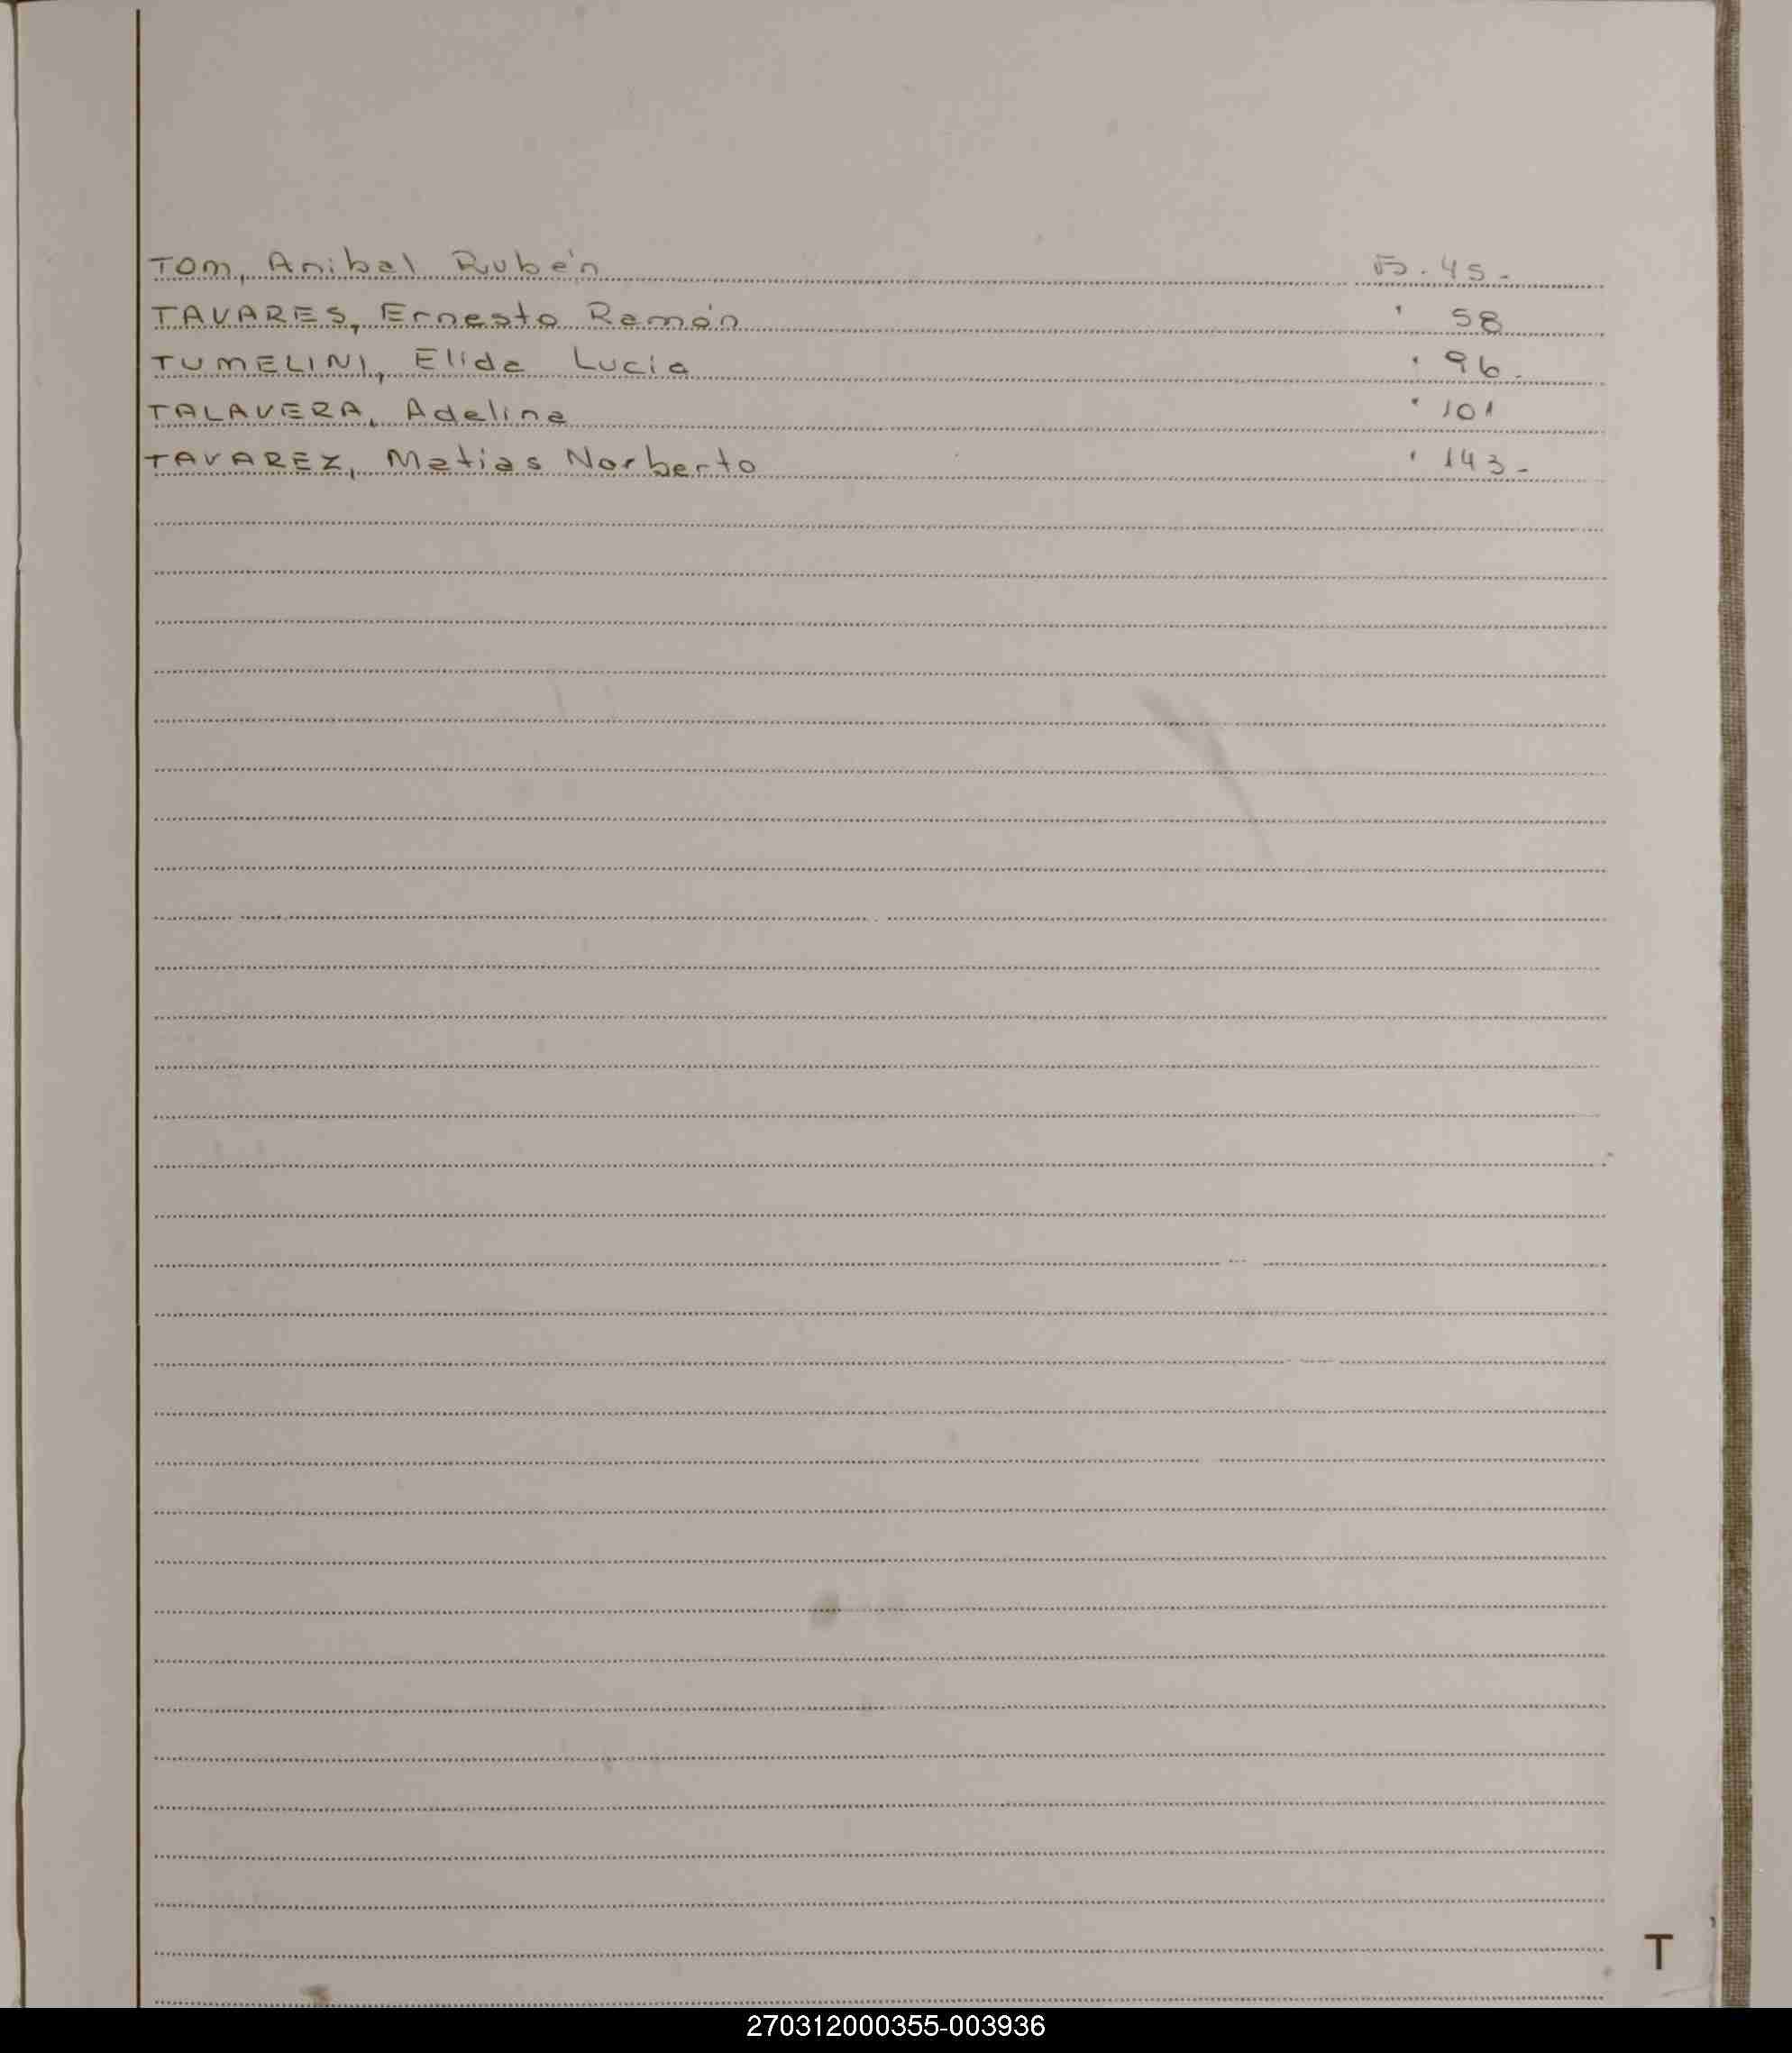 TOM, Anibal Rubén Fo. 45-
TAVARES, Ernesto Ramón " 58
TUMELINI, Elida Lucia " 96-
TALAVERA, Adelina " 101
TAVAREZ, Matias Norberto " 143-
T
270312000355-003936